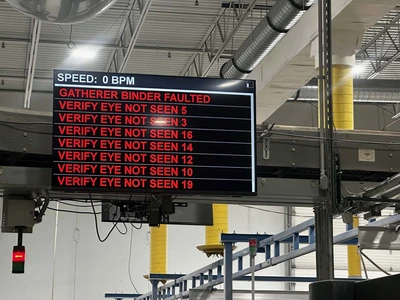 SPEED: 0 BPM
GATHERER BINDER FAULTED
VERIFY EYE NOT SEEN 5
VERIFY EYE NOT SEEN 3
VERIFY EYE NOT SEEN 16
VERIFY EYE NOT SEEN 14
VERIFY EYE NOT SEEN 12
VERIFY EYE NOT SEEN 10
VERIFY EYE NOT SEEN 19